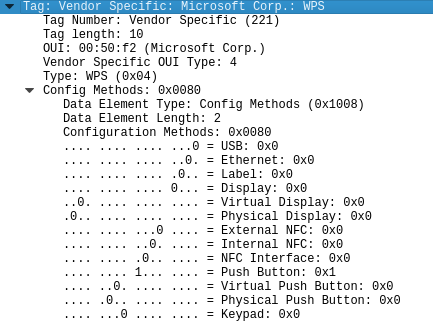 Tag: Vendor Specific: Microsoft Corp.: WPS
Tag Number: Vendor Specific (221)
Tag length: 10
OUI: 00:50:f2 (Microsoft Corp.)
Vendor Specific OUI Type: 4
Type: WPS (0x04)
Config Methods: 0x0080
Data Element Type: Config Methods (0x1008)
Data Element Length: 2
Configuration Methods: 0x0080
.... .... .... ...0 = USB: 0x0
.... .... .... ..0. = Ethernet: 0x0
.... .... .... .0.. = Label: 0x0
.... .... .... 0... = Display: 0x0
..0. .... .... .... = Virtual Display: 0x0
.0.. .... .... .... = Physical Display: 0x0
.... .... ...0 .... = External NFC: 0x0
.... .... ..0. .... = Internal NFC: 0x0
.... .... .0.. .... = NFC Interface: 0x0
.... .... 1... .... = Push Button: 0x1
.... ..0. .... .... = Virtual Push Button: 0x0
.... .0.. .... .... = Physical Push Button: 0x0
.... ...0 .... .... = Keypad: 0x0